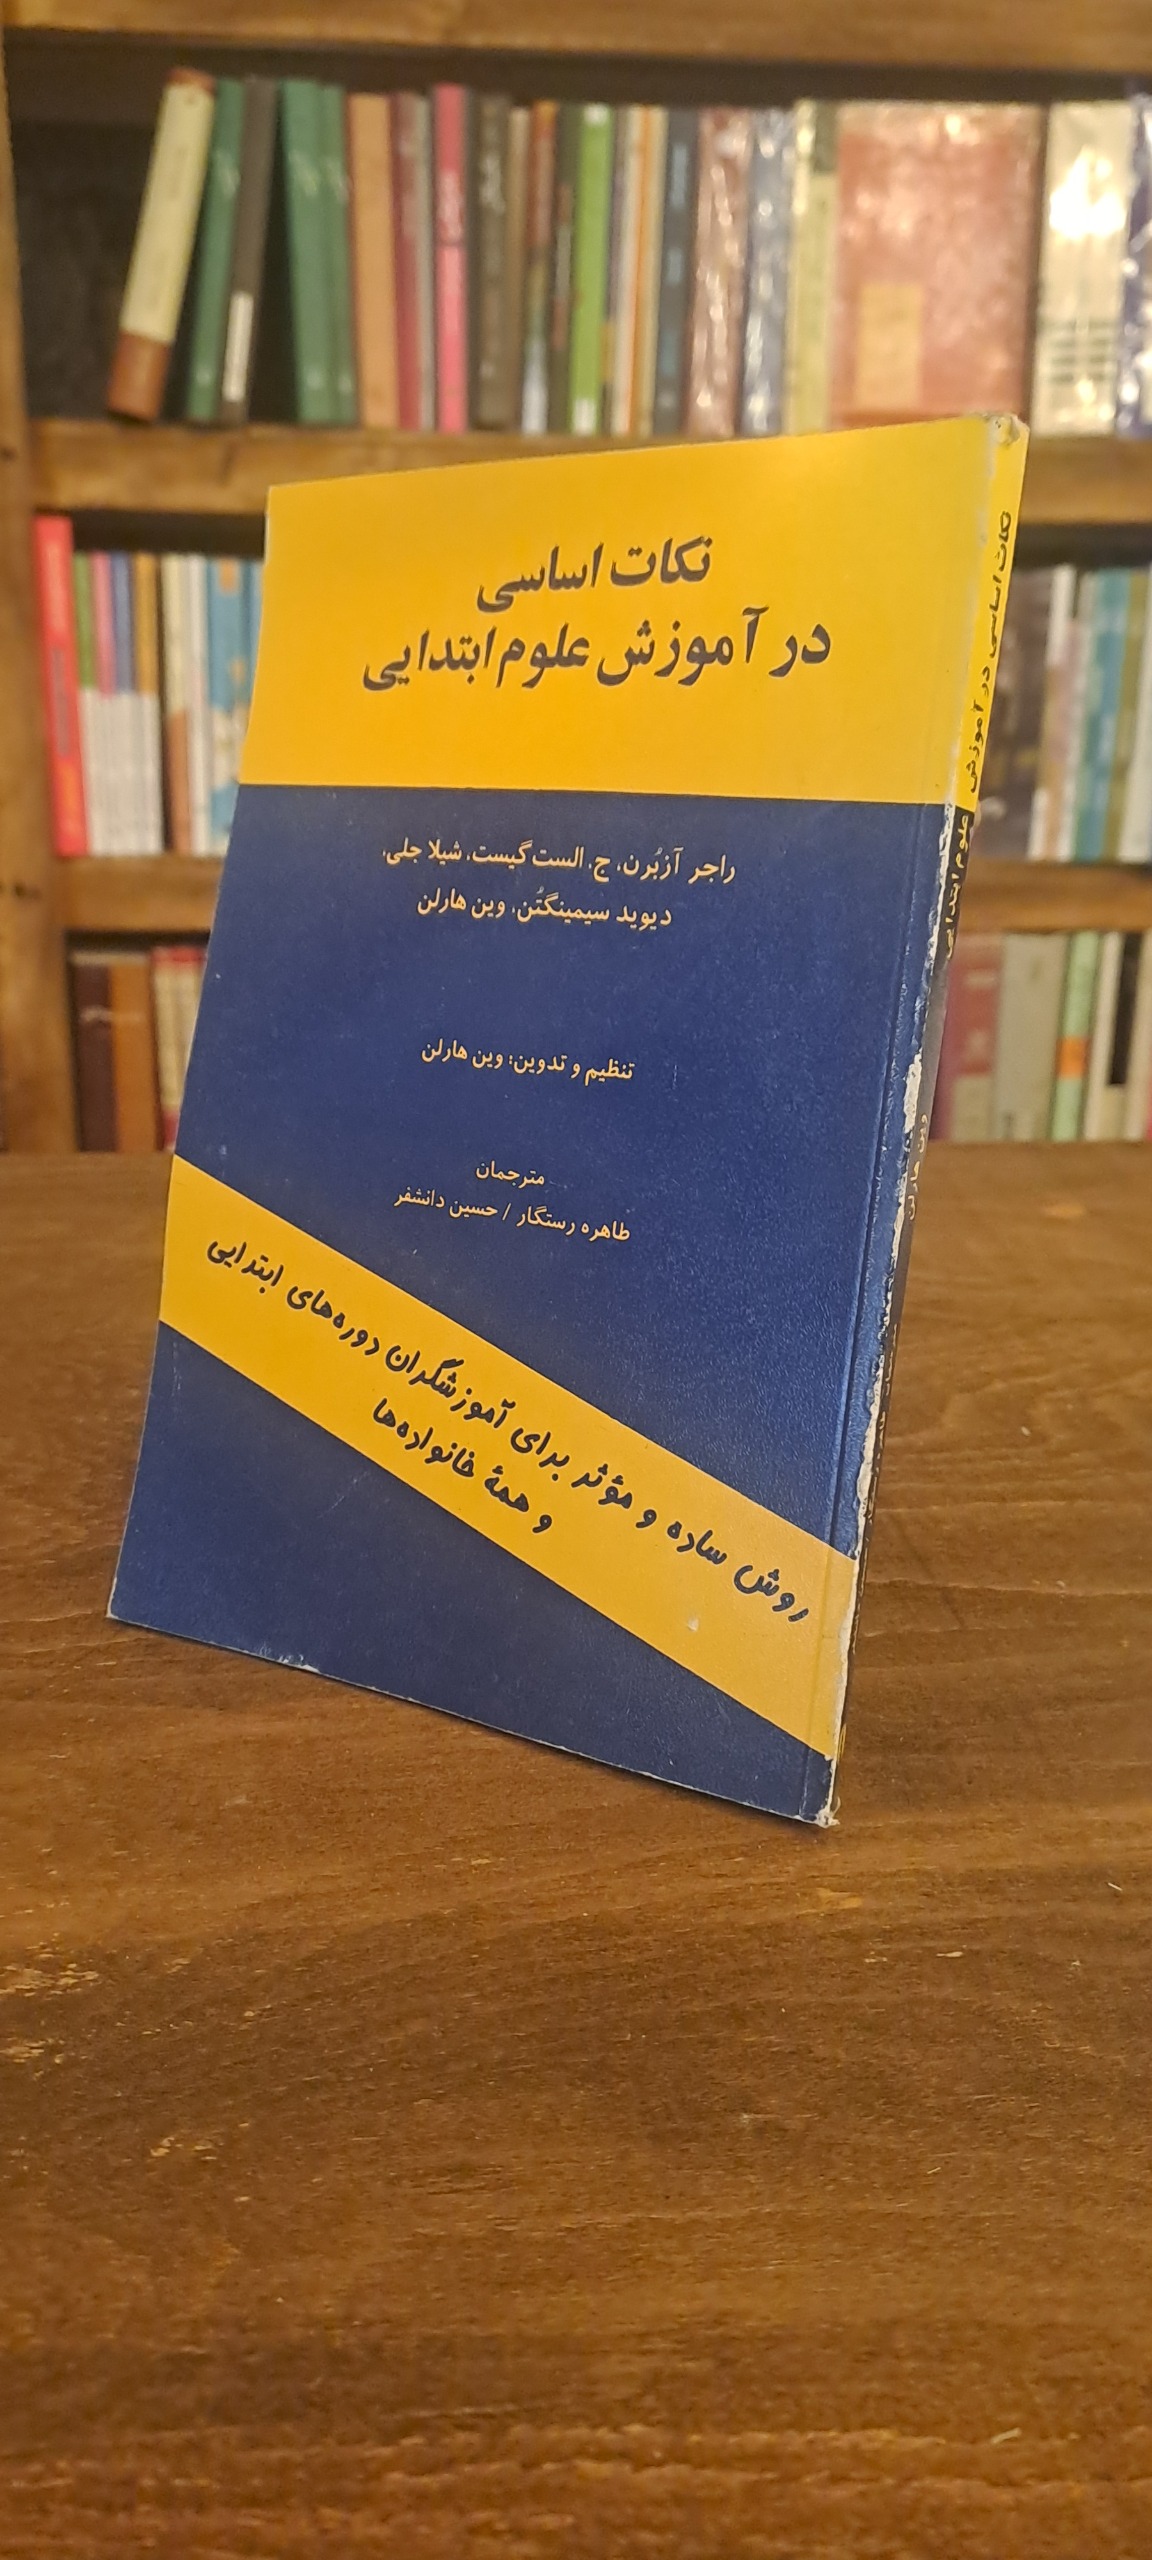 نکات اساسی
در آموزش علوم ابتدایی
راجر آزبُرن، ج. الست گیست، شیلا جلی،
دیوید سیمینگتُن، وین هارلن
تنظیم و تدوین: وین هارلن
مترجمان
طاهره رستگار / حسین دانشفر
روش ساده و مؤثر برای آموزشگران دوره‌های ابتدایی
و همهٔ خانواده‌ها
نکات اساسی در آموزش علوم ابتدایی
وین هارلن